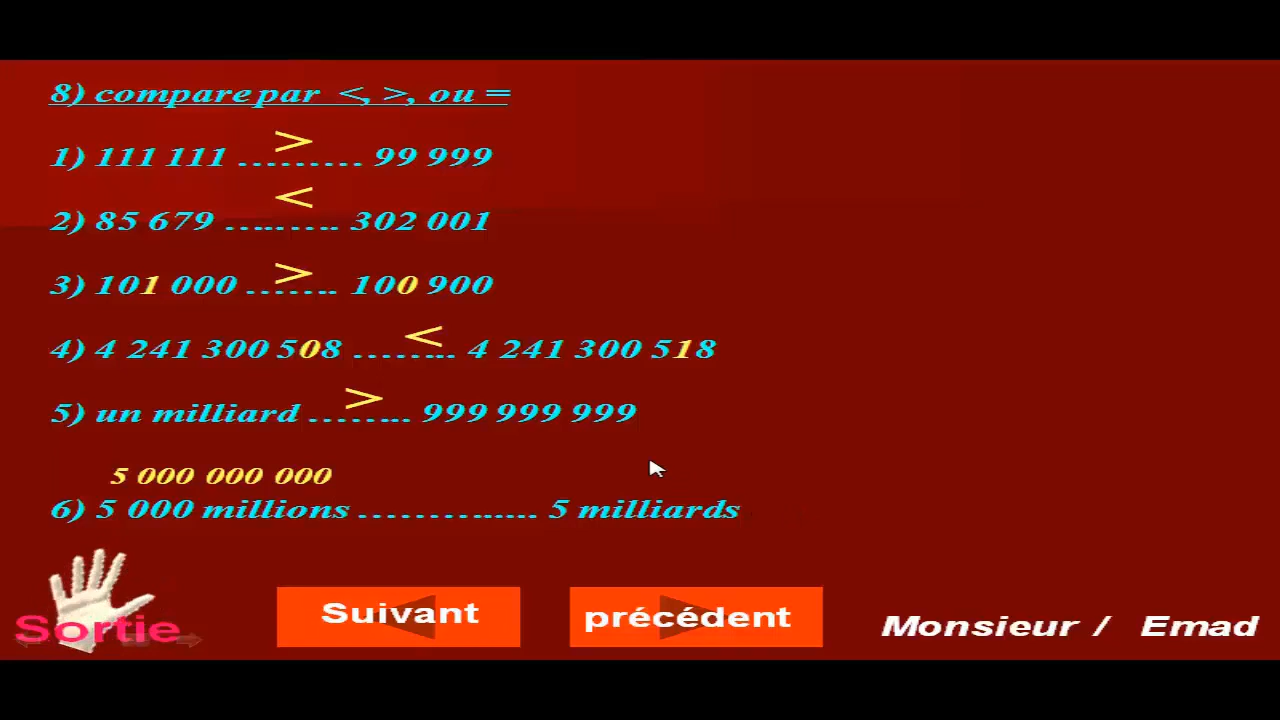 8) compare par <, >, ou =
>
1) 111 111 ......... 99 999
<
2) 85 679 .......... 302 001
>
3) 101 000 ........ 100 900
<
4) 4 241 300 508 ......... 4 241 300 518
>
5) un milliard ......... 999 999 999
5 000 000 000
6) 5 000 millions ............... 5 milliards
Sortie
Suivant
précédent
Monsieur / Emad